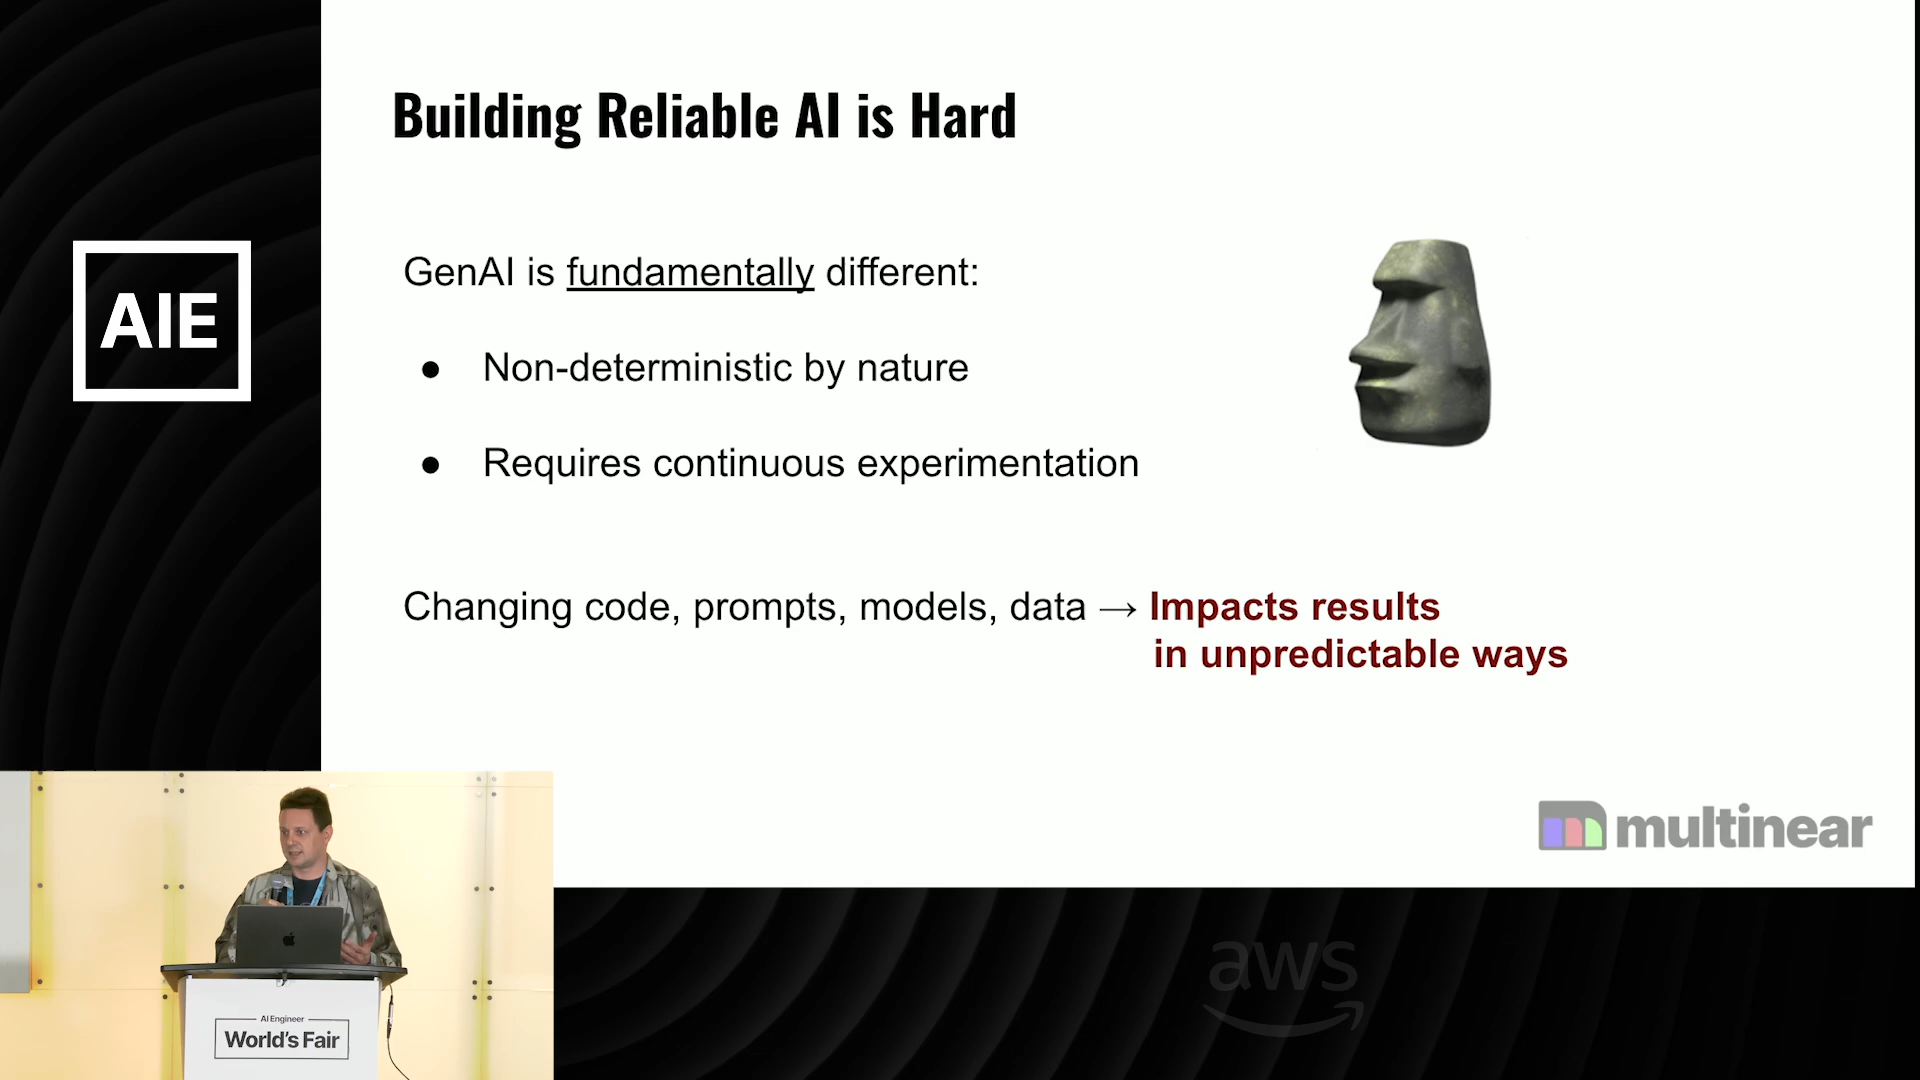 Building Reliable AI is Hard
AIE
GenAI is fundamentally different:
● Non-deterministic by nature
● Requires continuous experimentation
Changing code, prompts, models, data → Impacts results
in unpredictable ways
multinear
aws
AI Engineer
World's Fair